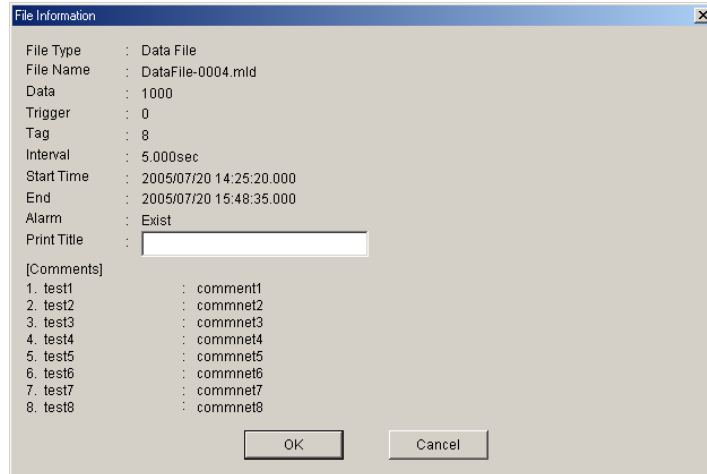 File Information
File Type : Data File
File Name : DataFile-0004.mld
Data : 1000
Trigger : 0
Tag : 8
Interval : 5.000sec
Start Time : 2005/07/20 14:25:20.000
End : 2005/07/20 15:48:35.000
Alarm : Exist
Print Title :
[Comments]
1. test1 : comment1
2. test2 : commnet2
3. test3 : commnet3
4. test4 : commnet4
5. test5 : commnet5
6. test6 : commnet6
7. test7 : commnet7
8. test8 : commnet8
OK Cancel